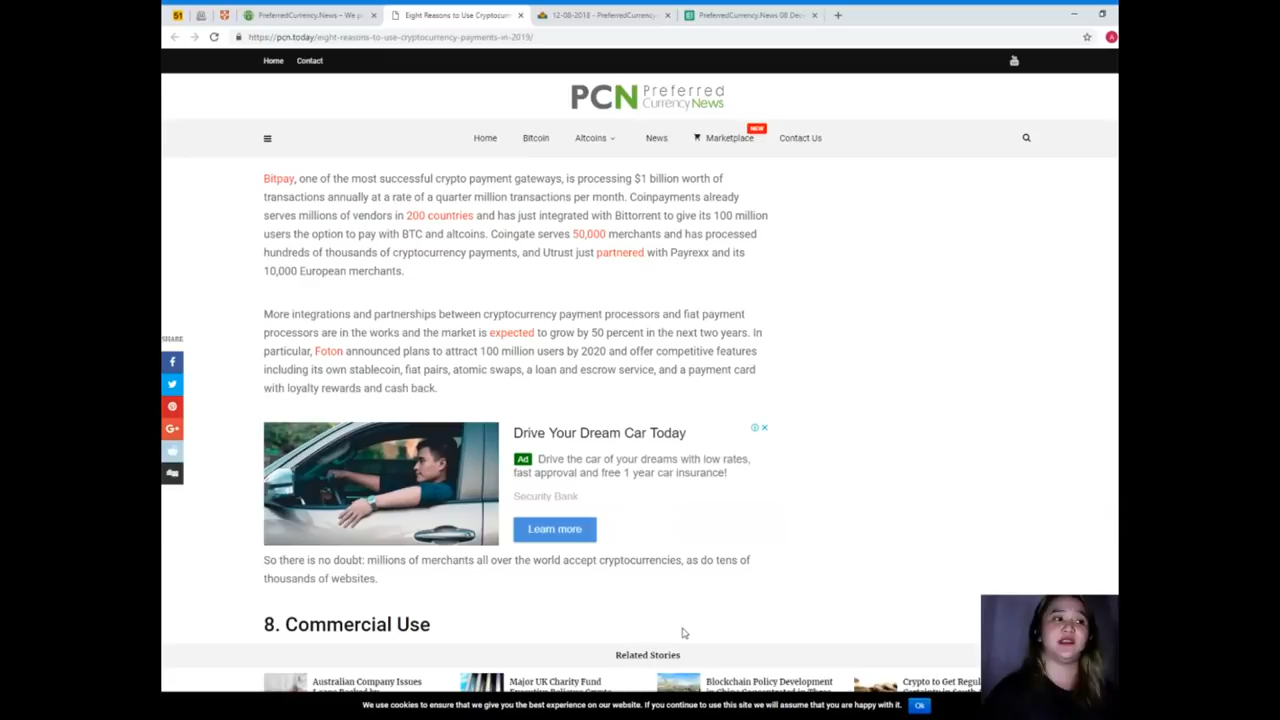 51
PreferredCurrency.News – We p
Eight Reasons to Use Cryptocurr
12-08-2018 - PreferredCurrency
PreferredCurrency.News 08 Dec
https://pcn.today/eight-reasons-to-use-cryptocurrency-payments-in-2019/
A
Home Contact
PCN Preferred
Currency News
Home Bitcoin Altcoins News Marketplace NEW Contact Us
Bitpay, one of the most successful crypto payment gateways, is processing $1 billion worth of
transactions annually at a rate of a quarter million transactions per month. Coinpayments already
serves millions of vendors in 200 countries and has just integrated with Bittorrent to give its 100 million
users the option to pay with BTC and altcoins. Coingate serves 50,000 merchants and has processed
hundreds of thousands of cryptocurrency payments, and Utrust just partnered with Payrexx and its
10,000 European merchants.
More integrations and partnerships between cryptocurrency payment processors and fiat payment
processors are in the works and the market is expected to grow by 50 percent in the next two years. In
particular, Foton announced plans to attract 100 million users by 2020 and offer competitive features
including its own stablecoin, fiat pairs, atomic swaps, a loan and escrow service, and a payment card
with loyalty rewards and cash back.
SHARE
Drive Your Dream Car Today
Ad Drive the car of your dreams with low rates,
fast approval and free 1 year car insurance!
Security Bank
Learn more
So there is no doubt: millions of merchants all over the world accept cryptocurrencies, as do tens of
thousands of websites.
8. Commercial Use
Related Stories
Australian Company Issues
Major UK Charity Fund
Blockchain Policy Development
Crypto to Get Regul
We use cookies to ensure that we give you the best experience on our website. If you continue to use this site we will assume that you are happy with it. Ok